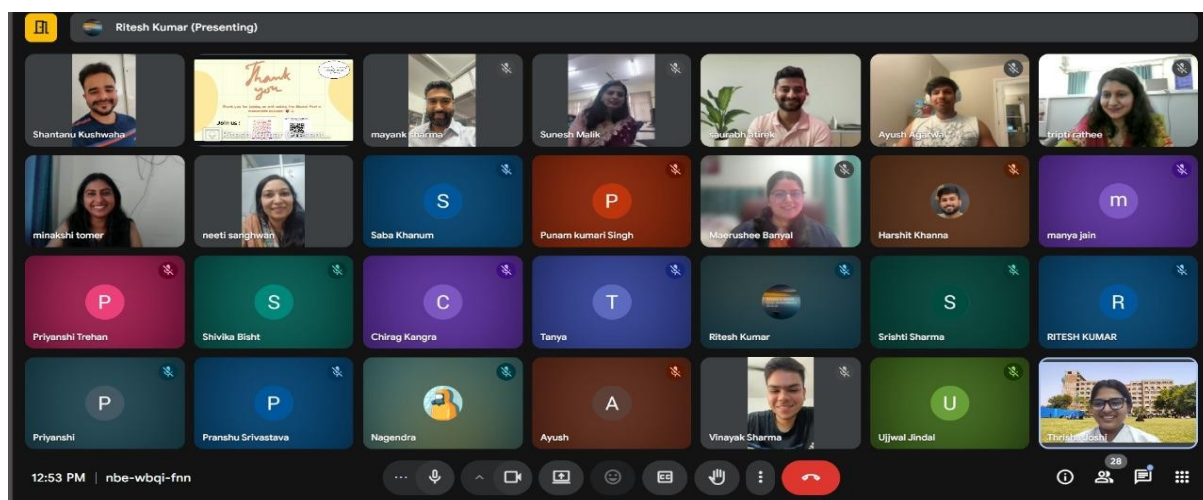 Ritesh Kumar (Presenting)
Shantanu Kushwaha
Thank
you
Join us :
mayank sharma
Sunesh Malik
saurabh atirek
Ayush Agarwal
tripti rathee
minakshi tomer
neeti sanghwan
S
Saba Khanum
P
Punam kumari Singh
Maerushee Banyal
Harshit Khanna
m
manya jain
P
Priyanshi Trehan
S
Shivika Bisht
C
Chirag Kangra
T
Tanya
Ritesh Kumar
S
Srishti Sharma
R
RITESH KUMAR
P
Priyanshi
P
Pranshu Srivastava
Nagendra
A
Ayush
Vinayak Sharma
U
Ujjwal Jindal
Thrisha Joshi
12:53 PM | nbe-wbqi-fnn
CC
28